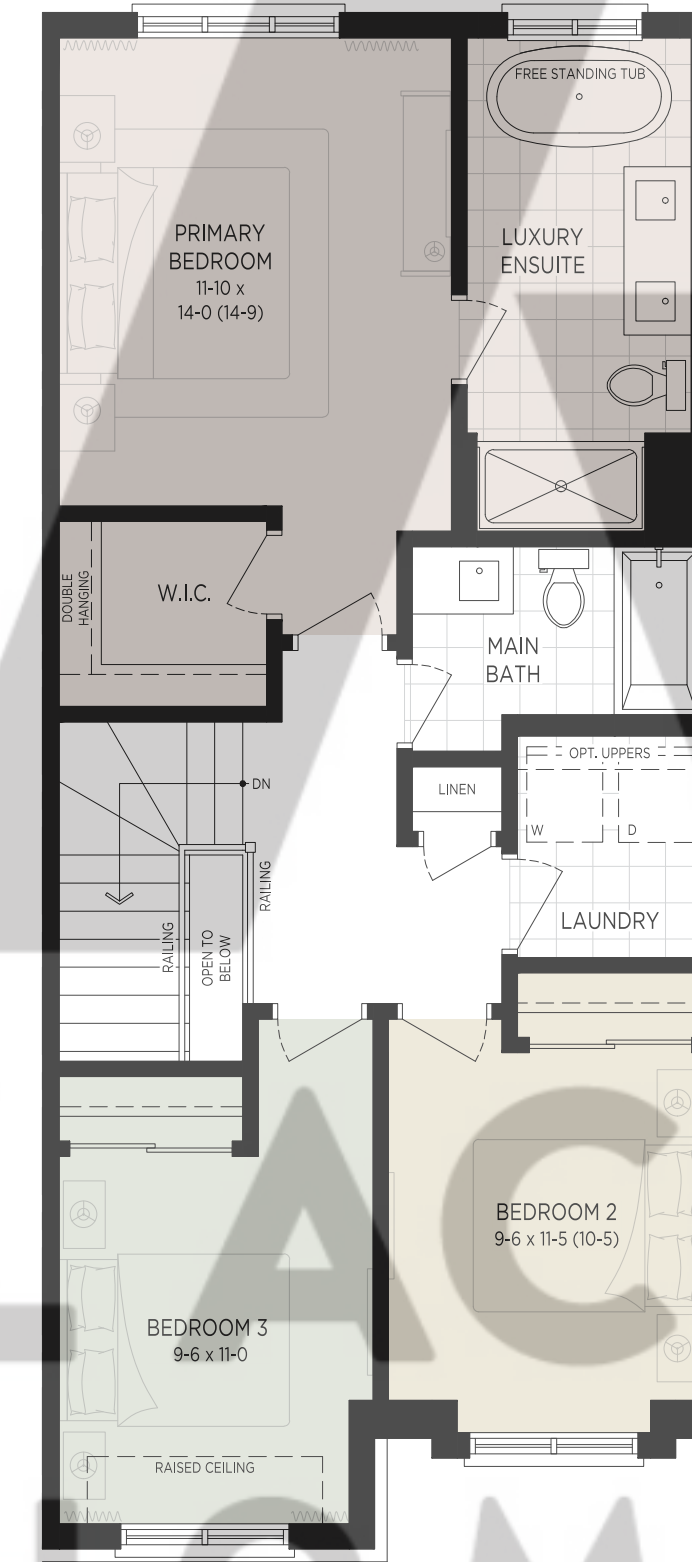 FREE STANDING TUB
PRIMARY
BEDROOM
11-10 x
14-0 (14-9)
LUXURY
ENSUITE
DOUBLE
HANGING
W.I.C.
MAIN
BATH
DN
LINEN
OPT. UPPERS
W
D
RAILING
RAILING
OPEN TO
BELOW
LAUNDRY
BEDROOM 2
9-6 x 11-5 (10-5)
BEDROOM 3
9-6 x 11-0
RAISED CEILING
AC